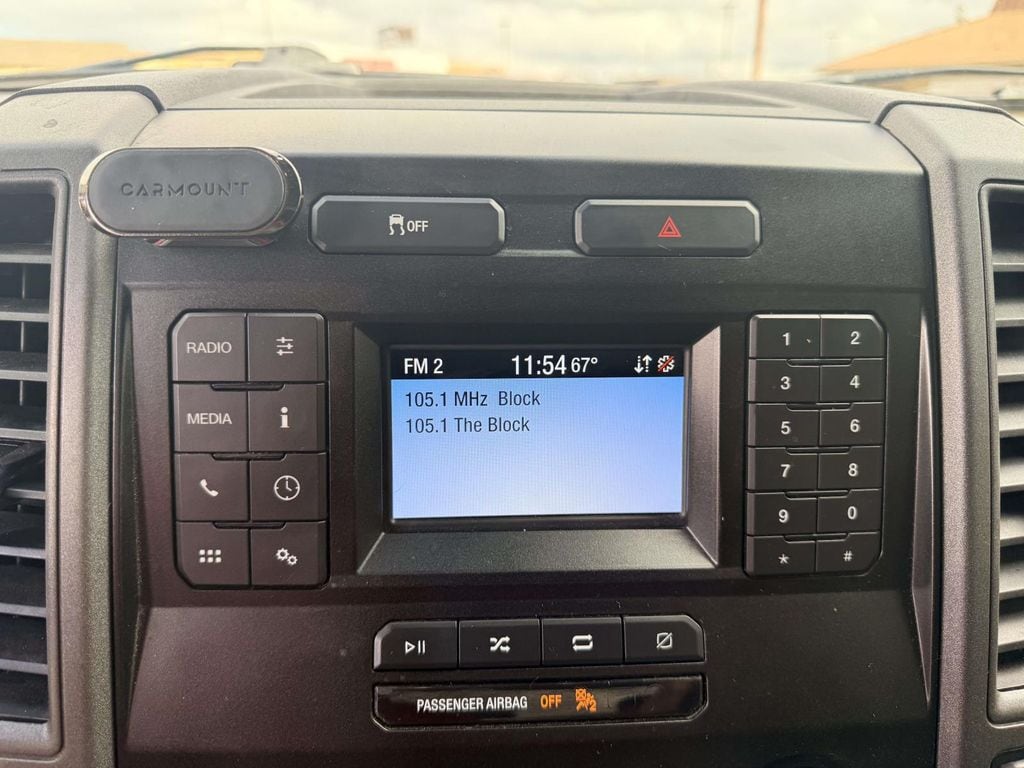 CARMOUNT
OFF
RADIO
MEDIA
i
FM 2 11:54 67°
105.1 MHz Block
105.1 The Block
1 2
3 4
5 6
7 8
9 0
* #
PASSENGER AIRBAG OFF 2